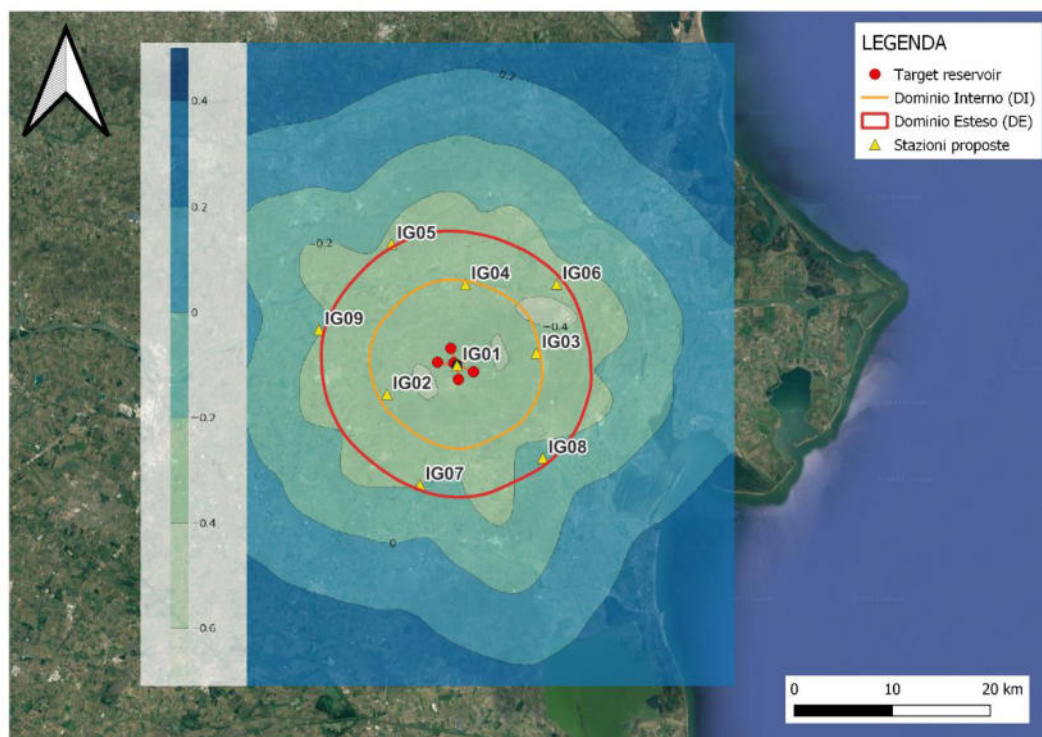 LEGENDA
Target reservoir
Dominio Interno (DI)
Dominio Esteso (DE)
Stazioni proposte
0.4
0.2
0
−0.2
−0.4
−0.6
0.2
−0.2
−0.4
0
IG05
IG04
IG06
IG09
IG03
IG01
IG02
IG08
IG07
0 10 20 km